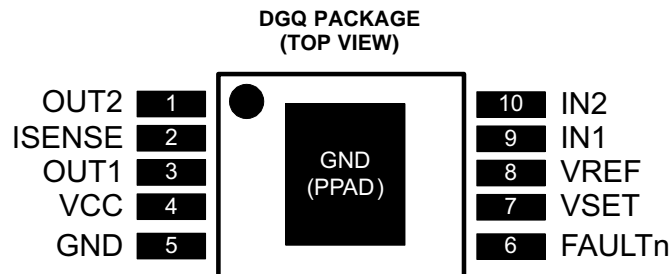 DGQ PACKAGE
(TOP VIEW)
OUT2 1
ISENSE 2
OUT1 3
VCC 4
GND 5
GND
(PPAD)
10 IN2
9 IN1
8 VREF
7 VSET
6 FAULTn